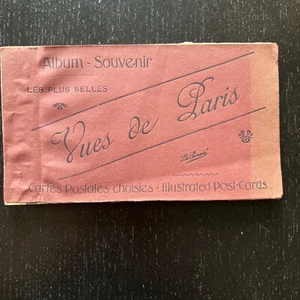 Album - Souvenir
LES PLUS BELLES
Vues de Paris
Cartes Postales choisies - Illustrated Post-Cards